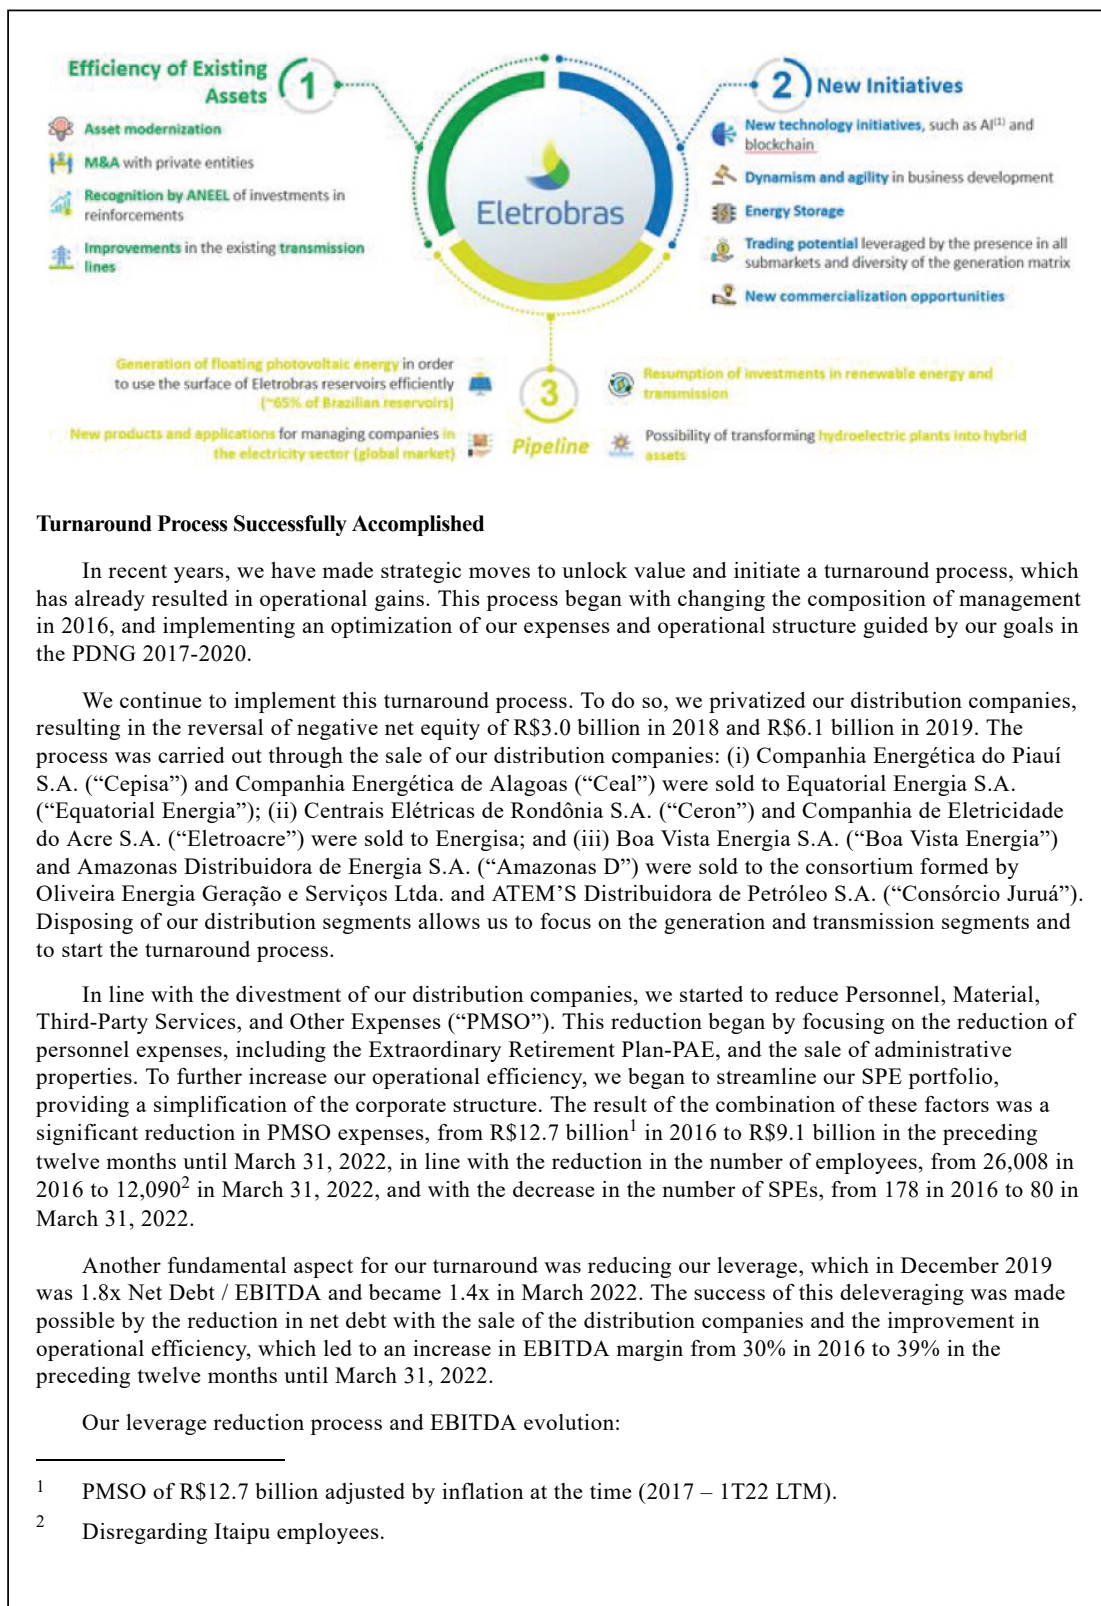 Efficiency of Existing
Assets
1
Asset modernization
M&A with private entities
Recognition by ANEEL of investments in
reinforcements
Improvements in the existing transmission
lines
Eletrobras
2
New Initiatives
New technology initiatives, such as AI(1) and
blockchain
Dynamism and agility in business development
Energy Storage
Trading potential leveraged by the presence in all
submarkets and diversity of the generation matrix
New commercialization opportunities
Generation of floating photovoltaic energy in order
to use the surface of Eletrobras reservoirs efficiently
(~65% of Brazilian reservoirs)
New products and applications for managing companies in
the electricity sector (global market)
3
Pipeline
Resumption of investments in renewable energy and
transmission
Possibility of transforming hydroelectric plants into hybrid
assets
Turnaround Process Successfully Accomplished
In recent years, we have made strategic moves to unlock value and initiate a turnaround process, which
has already resulted in operational gains. This process began with changing the composition of management
in 2016, and implementing an optimization of our expenses and operational structure guided by our goals in
the PDNG 2017-2020.
We continue to implement this turnaround process. To do so, we privatized our distribution companies,
resulting in the reversal of negative net equity of R$3.0 billion in 2018 and R$6.1 billion in 2019. The
process was carried out through the sale of our distribution companies: (i) Companhia Energética do Piauí
S.A. (“Cepisa”) and Companhia Energética de Alagoas (“Ceal”) were sold to Equatorial Energia S.A.
(“Equatorial Energia”); (ii) Centrais Elétricas de Rondônia S.A. (“Ceron”) and Companhia de Eletricidade
do Acre S.A. (“Eletroacre”) were sold to Energisa; and (iii) Boa Vista Energia S.A. (“Boa Vista Energia”)
and Amazonas Distribuidora de Energia S.A. (“Amazonas D”) were sold to the consortium formed by
Oliveira Energia Geração e Serviços Ltda. and ATEM’S Distribuidora de Petróleo S.A. (“Consórcio Juruá”).
Disposing of our distribution segments allows us to focus on the generation and transmission segments and
to start the turnaround process.
In line with the divestment of our distribution companies, we started to reduce Personnel, Material,
Third-Party Services, and Other Expenses (“PMSO”). This reduction began by focusing on the reduction of
personnel expenses, including the Extraordinary Retirement Plan-PAE, and the sale of administrative
properties. To further increase our operational efficiency, we began to streamline our SPE portfolio,
providing a simplification of the corporate structure. The result of the combination of these factors was a
significant reduction in PMSO expenses, from R$12.7 billion1 in 2016 to R$9.1 billion in the preceding
twelve months until March 31, 2022, in line with the reduction in the number of employees, from 26,008 in
2016 to 12,0902 in March 31, 2022, and with the decrease in the number of SPEs, from 178 in 2016 to 80 in
March 31, 2022.
Another fundamental aspect for our turnaround was reducing our leverage, which in December 2019
was 1.8x Net Debt / EBITDA and became 1.4x in March 2022. The success of this deleveraging was made
possible by the reduction in net debt with the sale of the distribution companies and the improvement in
operational efficiency, which led to an increase in EBITDA margin from 30% in 2016 to 39% in the
preceding twelve months until March 31, 2022.
Our leverage reduction process and EBITDA evolution:
1 PMSO of R$12.7 billion adjusted by inflation at the time (2017 – 1T22 LTM).
2 Disregarding Itaipu employees.